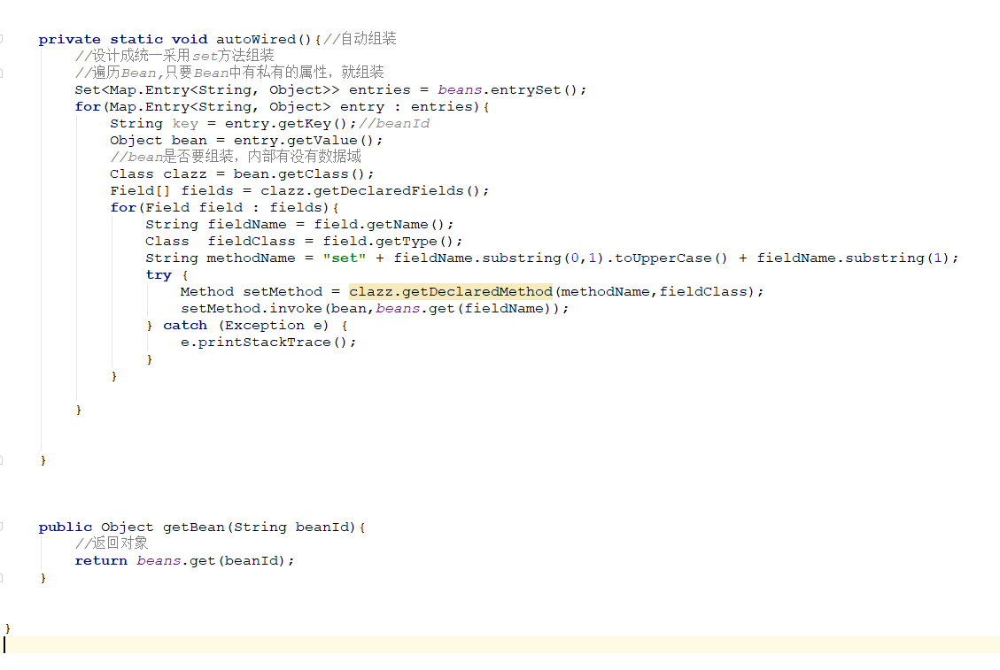 private static void autoWired(){//自动组装
//设计成统一采用set方法组装
//遍历Bean,只要Bean中有私有的属性，就组装
Set<Map.Entry<String, Object>> entries = beans.entrySet();
for(Map.Entry<String, Object> entry : entries){
String key = entry.getKey();//beanId
Object bean = entry.getValue();
//bean是否要组装，内部有没有数据域
Class clazz = bean.getClass();
Field[] fields = clazz.getDeclaredFields();
for(Field field : fields){
String fieldName = field.getName();
Class  fieldClass = field.getType();
String methodName = "set" + fieldName.substring(0,1).toUpperCase() + fieldName.substring(1);
try {
Method setMethod = clazz.getDeclaredMethod(methodName,fieldClass);
setMethod.invoke(bean,beans.get(fieldName));
} catch (Exception e) {
e.printStackTrace();
}
}
}
}
public Object getBean(String beanId){
//返回对象
return beans.get(beanId);
}
}